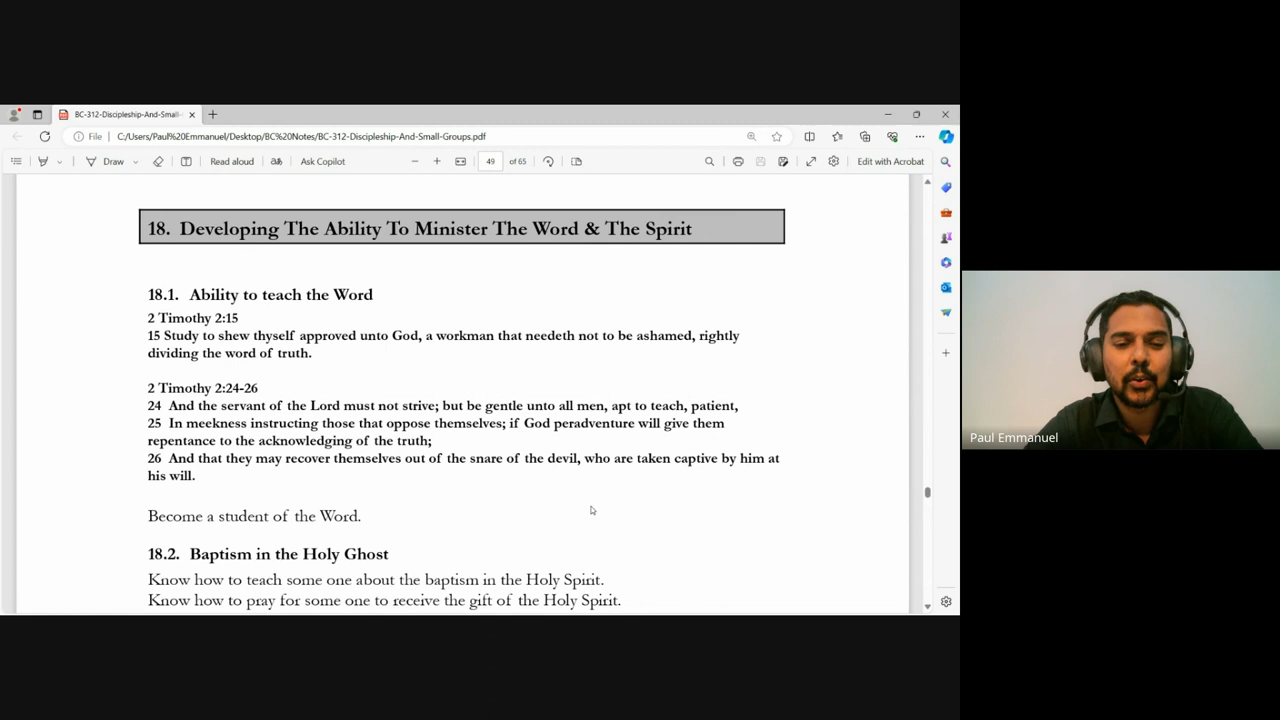 BC-312-Discipleship-And-Small-
File
C:/Users/Paul%20Emmanuel/Desktop/BC%20Notes/BC-312-Discipleship-And-Small-Groups.pdf
Draw
Read aloud
Ask Copilot
49 of 65
Edit with Acrobat
18. Developing The Ability To Minister The Word & The Spirit
18.1. Ability to teach the Word
2 Timothy 2:15
15 Study to shew thyself approved unto God, a workman that needeth not to be ashamed, rightly
dividing the word of truth.
2 Timothy 2:24-26
24 And the servant of the Lord must not strive; but be gentle unto all men, apt to teach, patient,
25 In meekness instructing those that oppose themselves; if God peradventure will give them
repentance to the acknowledging of the truth;
26 And that they may recover themselves out of the snare of the devil, who are taken captive by him at
his will.
Become a student of the Word.
18.2. Baptism in the Holy Ghost
Know how to teach some one about the baptism in the Holy Spirit.
Know how to pray for some one to receive the gift of the Holy Spirit.
Paul Emmanuel